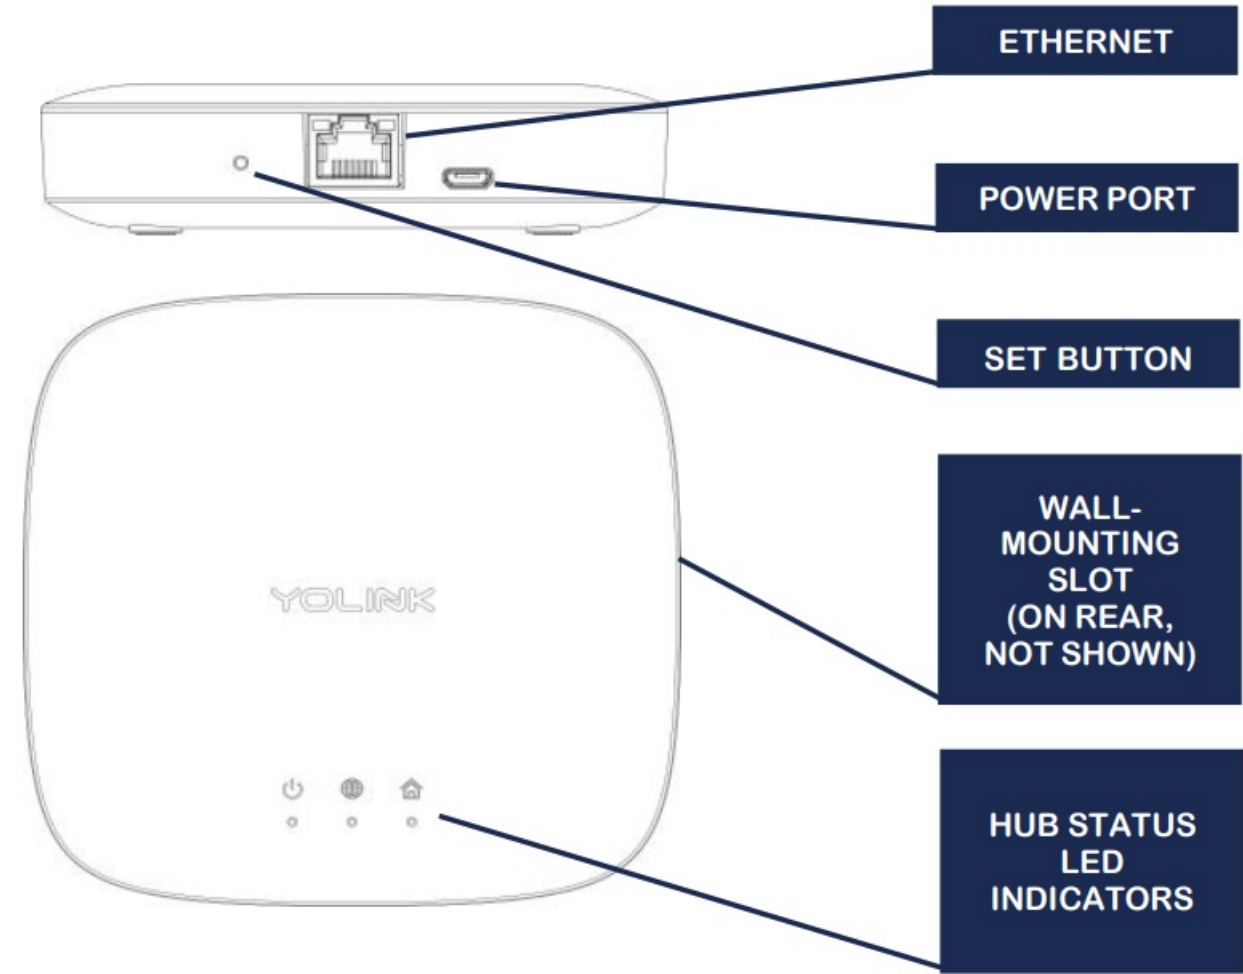 ETHERNET
POWER PORT
SET BUTTON
WALL-
MOUNTING
SLOT
(ON REAR,
NOT SHOWN)
YOLINK
HUB STATUS
LED
INDICATORS